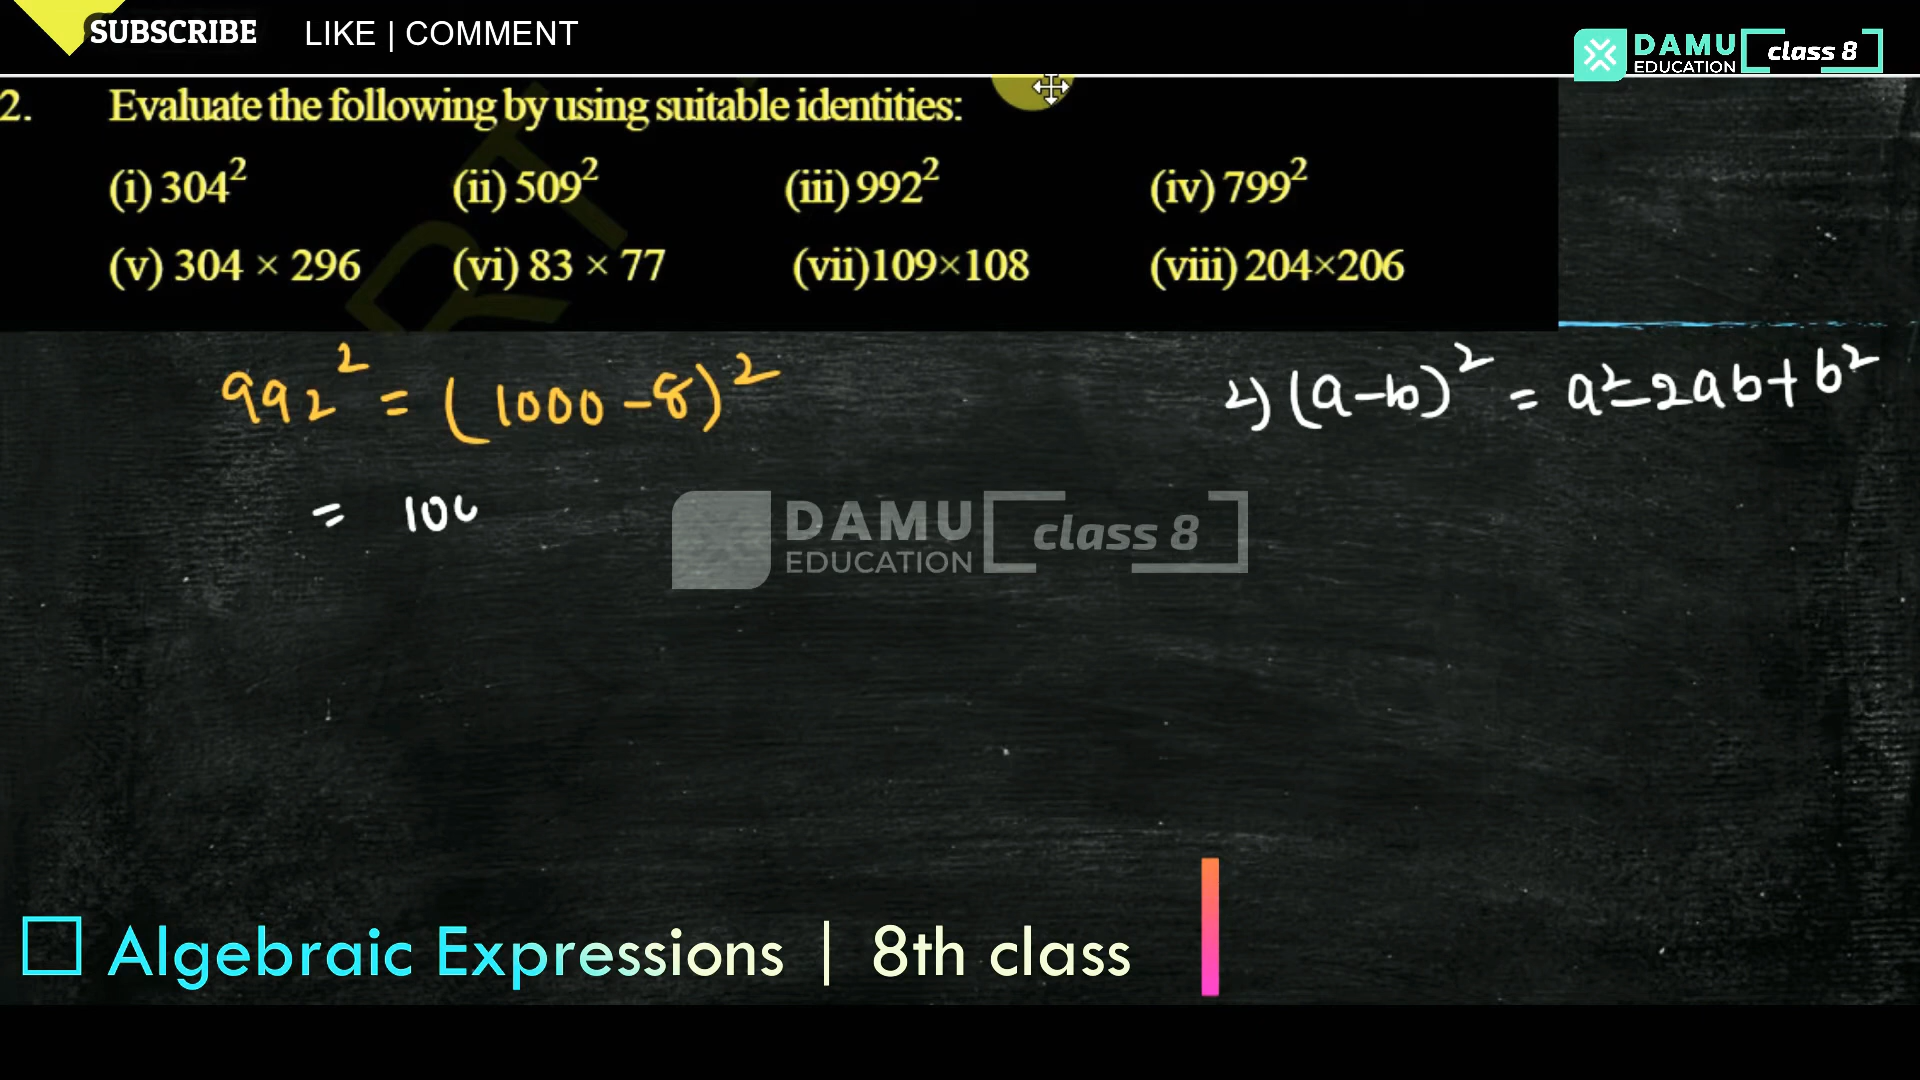 SUBSCRIBE LIKE | COMMENT
DAMU EDUCATION class 8
2. Evaluate the following by using suitable identities:
(i) 304² (ii) 509² (iii) 992² (iv) 799²
(v) 304 × 296 (vi) 83 × 77 (vii)109×108 (viii) 204×206
992² = (1000 - 8)² 2) (a-b)² = a² - 2ab + b²
= 100
DAMU EDUCATION class 8
Algebraic Expressions | 8th class